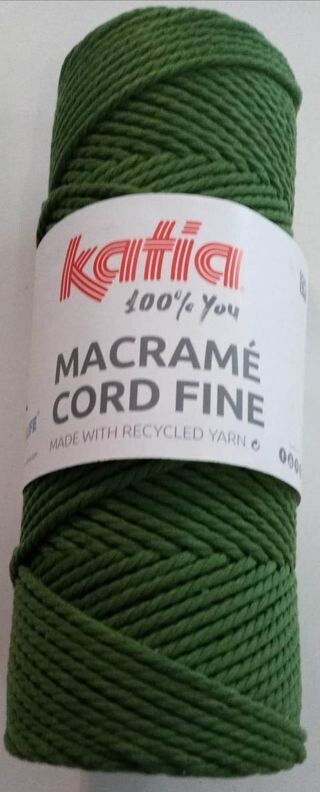 katia
100% You
MACRAMÉ
CORD FINE
MADE WITH RECYCLED YARN